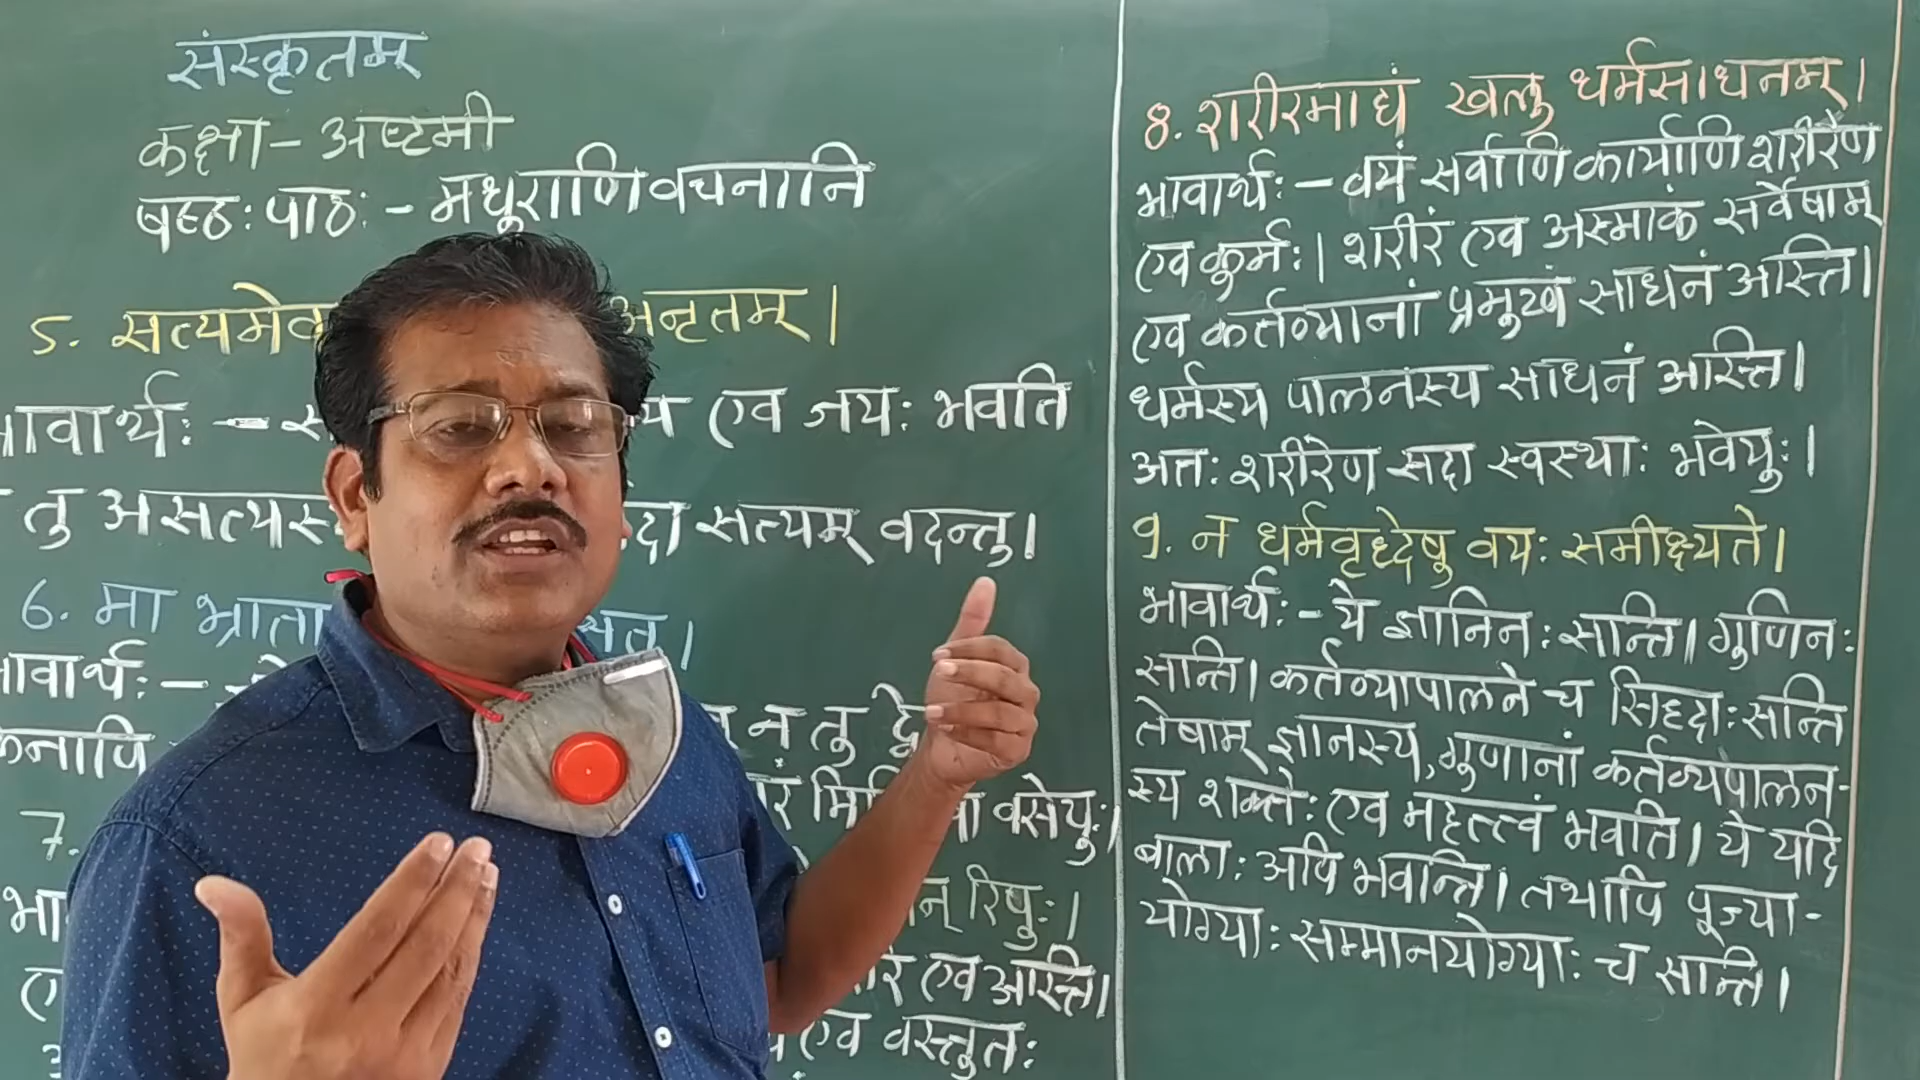 संस्कृतम्
कक्षा - अष्टमी
षष्ठ: पाठ: - मधुराणि वचनानि
5. सत्यमेव अनृतम्।
भावार्थ: - एव जय: भवति
तु सत्यम् वदन्तु।
6. मा भ्राता
भावार्थ: -
न तु
वसेयु:।
7.
रिपु:।
एव अस्ति।
एव वस्तुत:
8. शरीरमाद्यं खलु धर्मसाधनम्।
भावार्थ: - वयं सर्वाणि कार्याणि शरीरेण
एव कुर्म:। शरीरं एव अस्माकं सर्वेषाम्
एव कर्तव्यानां प्रमुखं साधनं अस्ति।
धर्मस्य पालनस्य साधनं अस्ति।
अत: शरीरेण सदा स्वस्था: भवेयु:।
9. न धर्मवृध्देषु वय: समीक्ष्यते।
भावार्थ: - ये ज्ञानिन: सन्ति। गुणिन:
सन्ति। कर्तव्यापालने च सिहदा: सन्ति
तेषाम् ज्ञानस्य, गुणानां कर्तव्यपालन-
स्य शक्ते: एव महत्त्वं भवति। ये यदि
बाला: अपि भवन्ति। तथापि पूज्या-
योग्या: सम्मानयोग्या: च सन्ति।